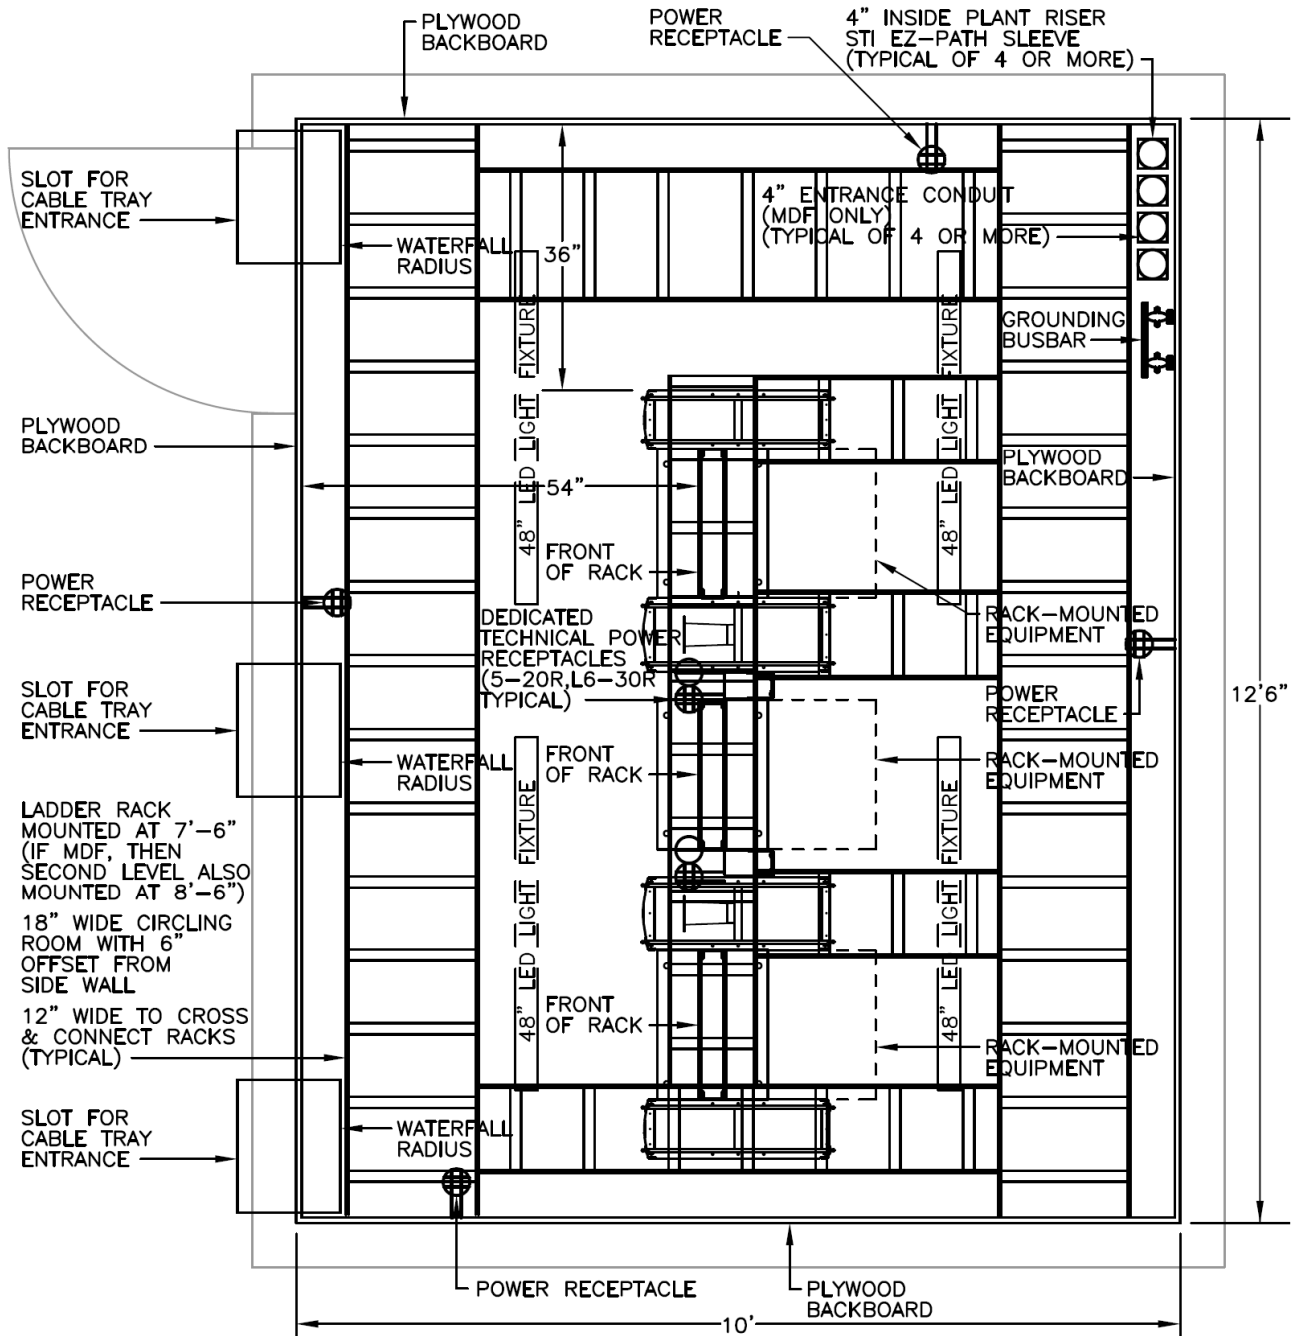 PLYWOOD
BACKBOARD
POWER
RECEPTACLE
4" INSIDE PLANT RISER
STI EZ-PATH SLEEVE
(TYPICAL OF 4 OR MORE)
SLOT FOR
CABLE TRAY
ENTRANCE
WATERFALL
RADIUS
36"
4" ENTRANCE CONDUIT
(MDF ONLY)
(TYPICAL OF 4 OR MORE)
48" LED LIGHT FIXTURE
48" LED LIGHT FIXTURE
GROUNDING
BUSBAR
PLYWOOD
BACKBOARD
54"
PLYWOOD
BACKBOARD
FRONT
OF RACK
POWER
RECEPTACLE
DEDICATED
TECHNICAL POWER
RECEPTACLES
(5-20R,L6-30R
TYPICAL)
RACK-MOUNTED
EQUIPMENT
SLOT FOR
CABLE TRAY
ENTRANCE
POWER
RECEPTACLE
12'6"
WATERFALL
RADIUS
FRONT
OF RACK
RACK-MOUNTED
EQUIPMENT
LADDER RACK
MOUNTED AT 7'-6"
(IF MDF, THEN
SECOND LEVEL ALSO
MOUNTED AT 8'-6")
18" WIDE CIRCLING
ROOM WITH 6"
OFFSET FROM
SIDE WALL
12" WIDE TO CROSS
& CONNECT RACKS
(TYPICAL)
48" LED LIGHT FIXTURE
48" LED LIGHT FIXTURE
FRONT
OF RACK
RACK-MOUNTED
EQUIPMENT
SLOT FOR
CABLE TRAY
ENTRANCE
WATERFALL
RADIUS
POWER RECEPTACLE
PLYWOOD
BACKBOARD
10'